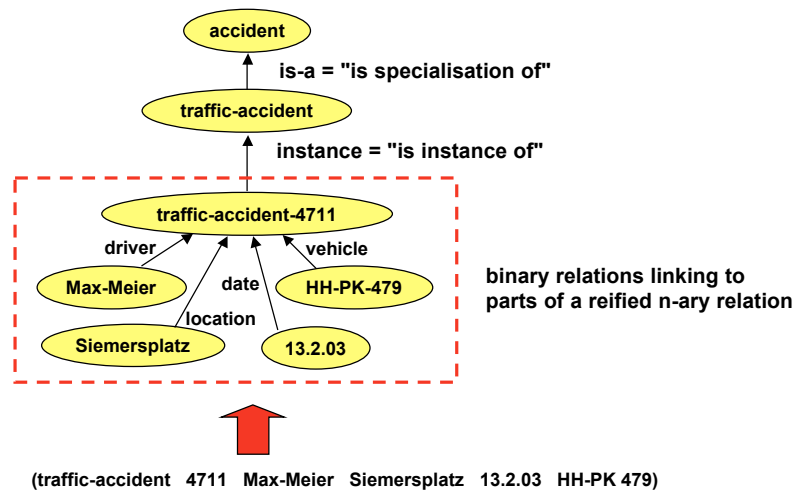 accident
is-a = "is specialisation of"
traffic-accident
instance = "is instance of"
traffic-accident-4711
driver
vehicle
Max-Meier
date
HH-PK-479
binary relations linking to
parts of a reified n-ary relation
location
Siemersplatz
13.2.03
(traffic-accident 4711 Max-Meier Siemersplatz 13.2.03 HH-PK 479)